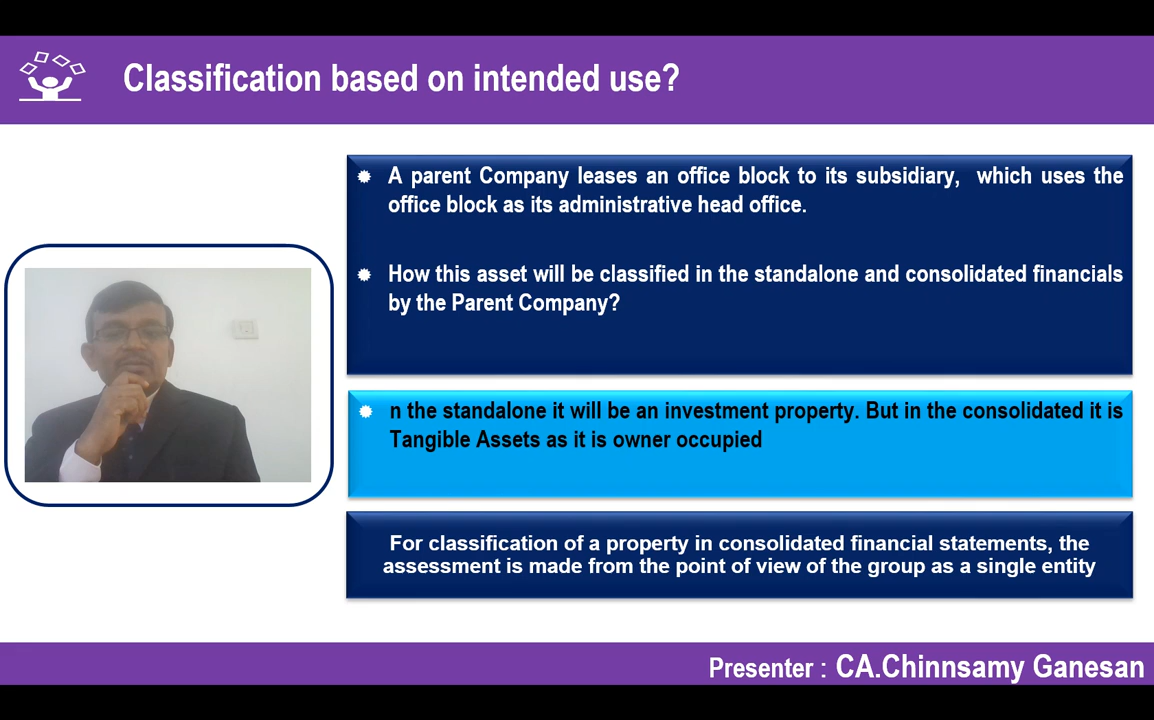 Classification based on intended use?
A parent Company leases an office block to its subsidiary, which uses the
office block as its administrative head office.
How this asset will be classified in the standalone and consolidated financials
by the Parent Company?
n the standalone it will be an investment property. But in the consolidated it is
Tangible Assets as it is owner occupied
For classification of a property in consolidated financial statements, the
assessment is made from the point of view of the group as a single entity
Presenter : CA.Chinnsamy Ganesan